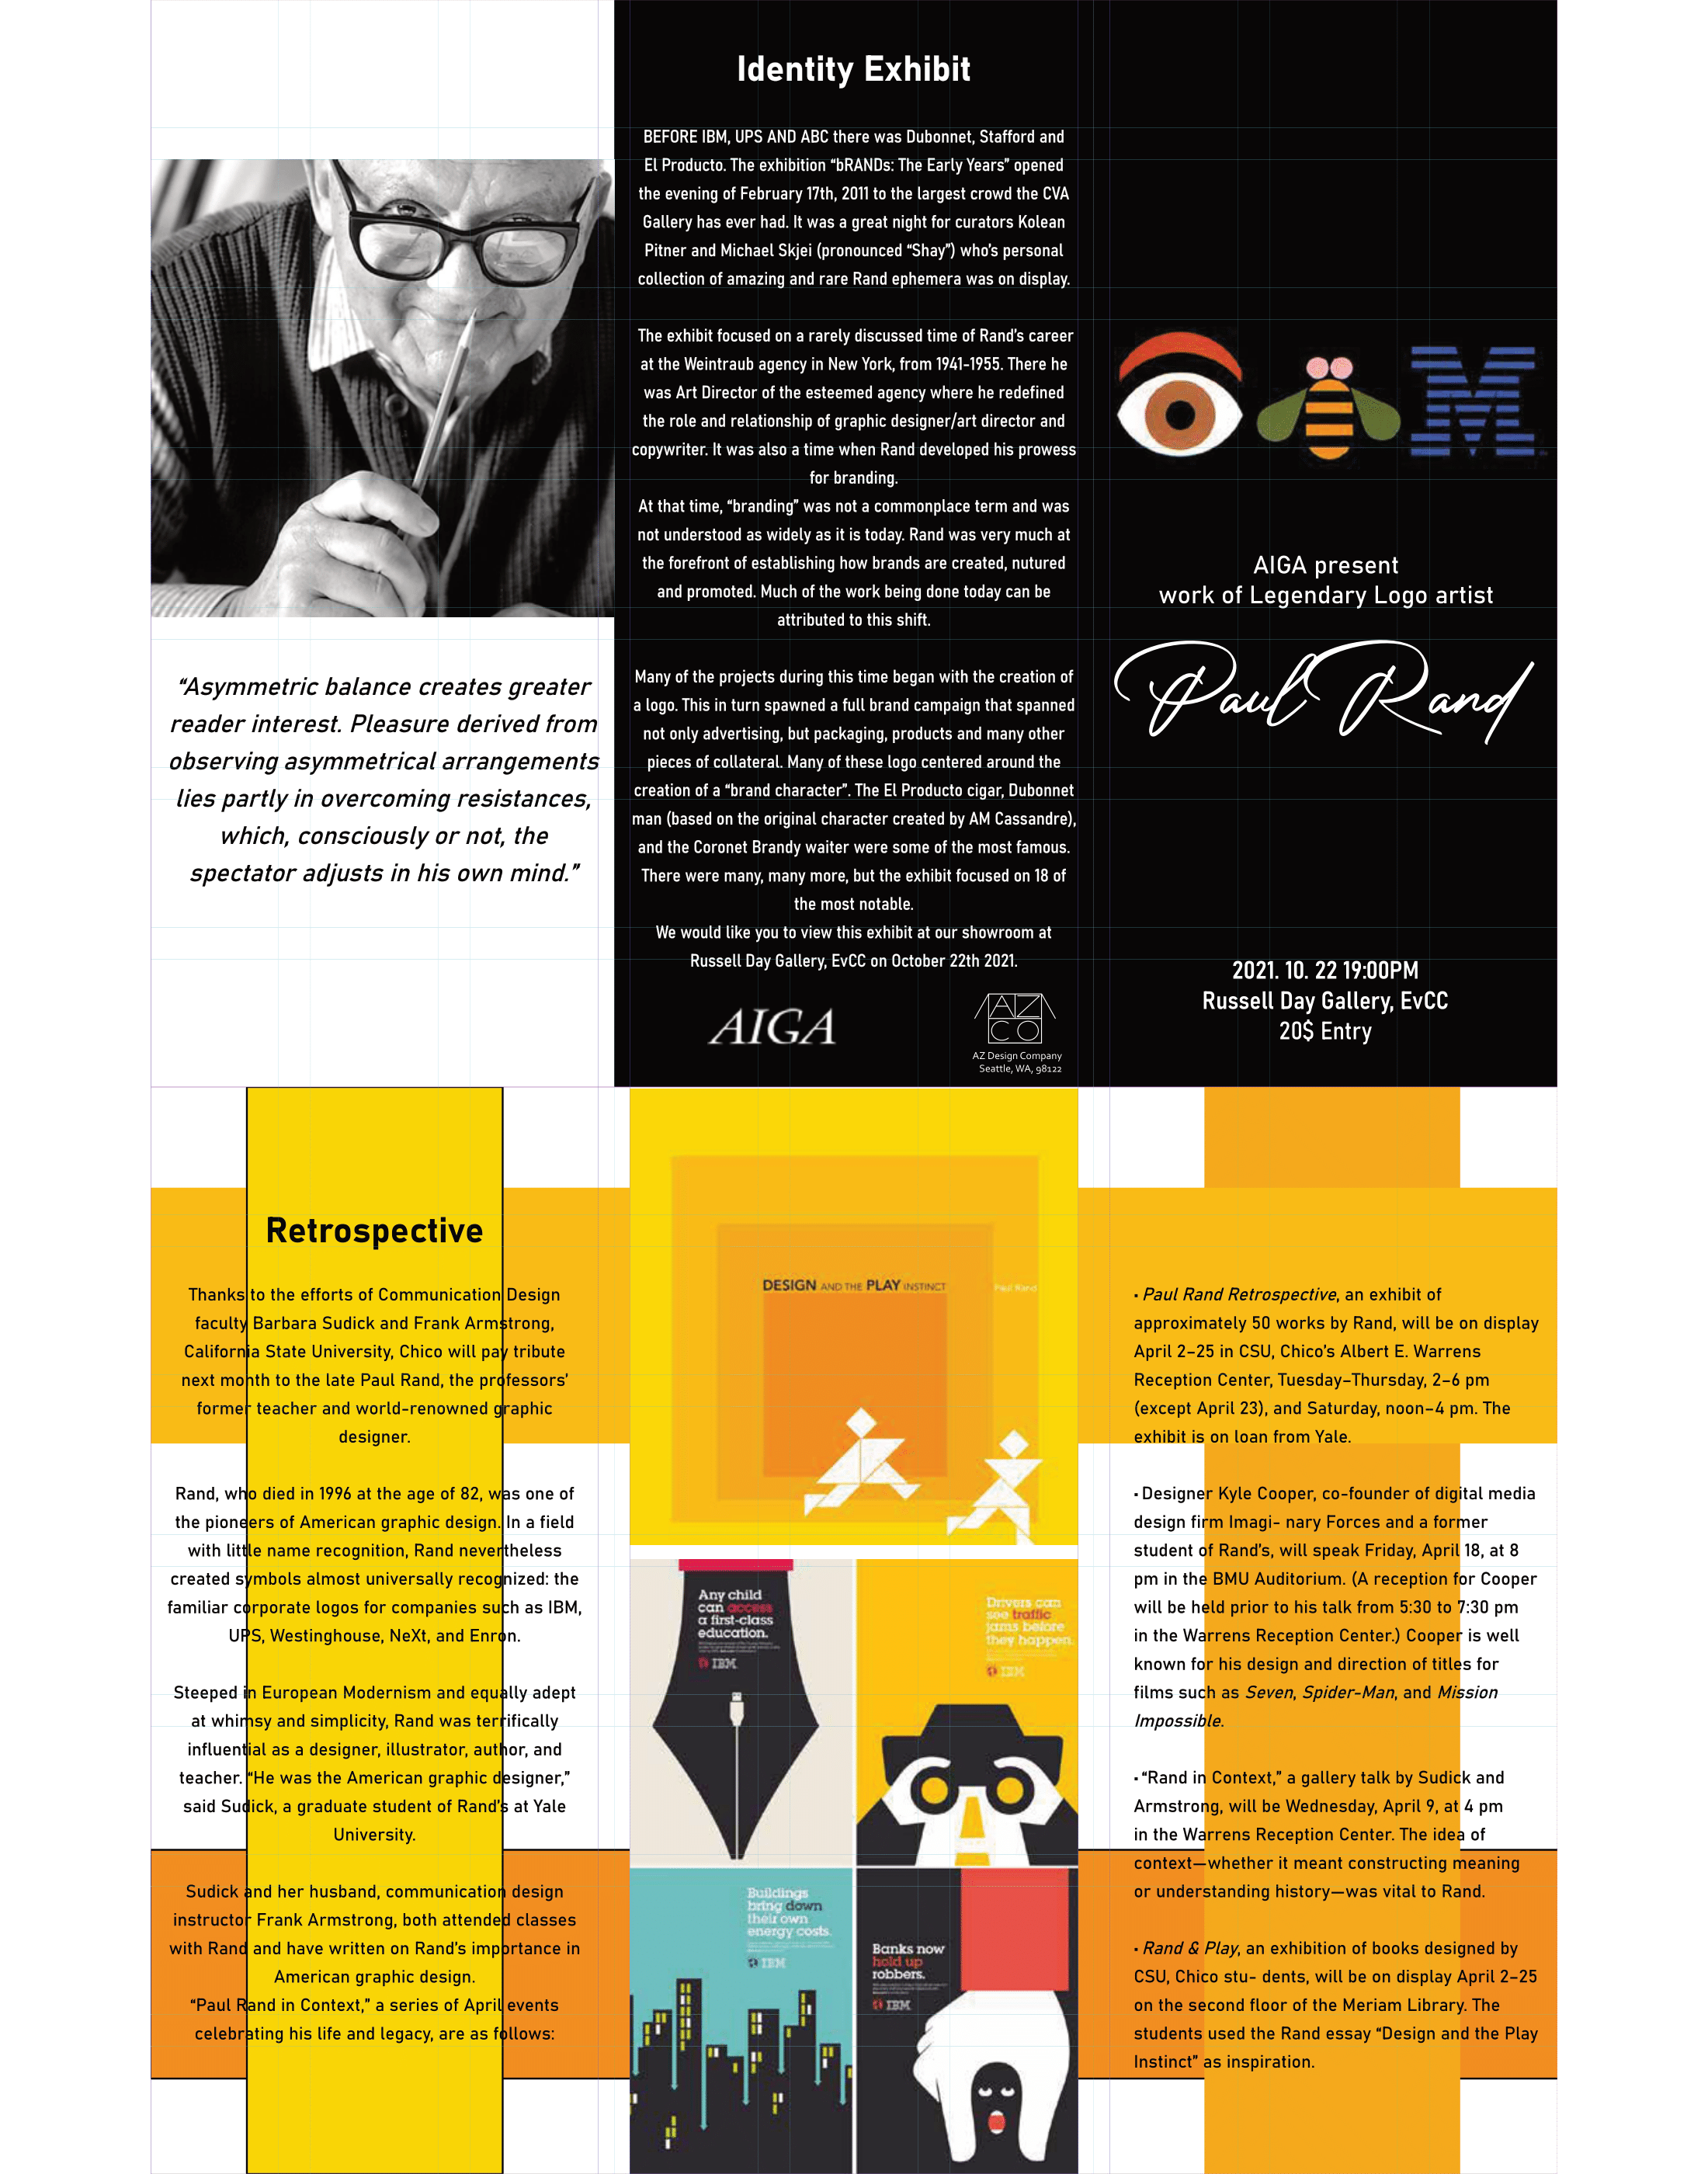 Identity Exhibit
BEFORE IBM, UPS AND ABC there was Dubonnet, Stafford and
El Producto. The exhibition “bRANDs: The Early Years” opened
the evening of February 17th, 2011 to the largest crowd the CVA
Gallery has ever had. It was a great night for curators Kolean
Pitner and Michael Skjei (pronounced “Shay”) who’s personal
collection of amazing and rare Rand ephemera was on display.
The exhibit focused on a rarely discussed time of Rand’s career
at the Weintraub agency in New York, from 1941-1955. There he
was Art Director of the esteemed agency where he redefined
the role and relationship of graphic designer/art director and
copywriter. It was also a time when Rand developed his prowess
for branding.
At that time, “branding” was not a commonplace term and was
not understood as widely as it is today. Rand was very much at
the forefront of establishing how brands are created, nutured
and promoted. Much of the work being done today can be
attributed to this shift.
Many of the projects during this time began with the creation of
a logo. This in turn spawned a full brand campaign that spanned
not only advertising, but packaging, products and many other
pieces of collateral. Many of these logo centered around the
creation of a “brand character”. The El Producto cigar, Dubonnet
man (based on the original character created by AM Cassandre),
and the Coronet Brandy waiter were some of the most famous.
There were many, many more, but the exhibit focused on 18 of
the most notable.
We would like you to view this exhibit at our showroom at
Russell Day Gallery, EvCC on October 22th 2021.
AIGA
AZ
CO
AZ Design Company
Seattle, WA, 98122
“Asymmetric balance creates greater
reader interest. Pleasure derived from
observing asymmetrical arrangements
lies partly in overcoming resistances,
which, consciously or not, the
spectator adjusts in his own mind.”
M
AIGA present
work of Legendary Logo artist
Paul Rand
2021. 10. 22 19:00PM
Russell Day Gallery, EvCC
20$ Entry
Retrospective
Thanks to the efforts of Communication Design
faculty Barbara Sudick and Frank Armstrong,
California State University, Chico will pay tribute
next month to the late Paul Rand, the professors’
former teacher and world-renowned graphic
designer.
Rand, who died in 1996 at the age of 82, was one of
the pioneers of American graphic design. In a field
with little name recognition, Rand nevertheless
created symbols almost universally recognized: the
familiar corporate logos for companies such as IBM,
UPS, Westinghouse, NeXt, and Enron.
Steeped in European Modernism and equally adept
at whimsy and simplicity, Rand was terrifically
influential as a designer, illustrator, author, and
teacher. “He was the American graphic designer,”
said Sudick, a graduate student of Rand’s at Yale
University.
Sudick and her husband, communication design
instructor Frank Armstrong, both attended classes
with Rand and have written on Rand’s importance in
American graphic design.
“Paul Rand in Context,” a series of April events
celebrating his life and legacy, are as follows:
DESIGN AND THE PLAY INSTINCT
Paul Rand
Any child
can access
a first-class
education.
IBM
Drivers can
see traffic
jams before
they happen.
IBM
Buildings
bring down
their own
energy costs.
IBM
Banks now
hold up
robbers.
IBM
• Paul Rand Retrospective, an exhibit of
approximately 50 works by Rand, will be on display
April 2–25 in CSU, Chico’s Albert E. Warrens
Reception Center, Tuesday–Thursday, 2–6 pm
(except April 23), and Saturday, noon–4 pm. The
exhibit is on loan from Yale.
• Designer Kyle Cooper, co-founder of digital media
design firm Imagi- nary Forces and a former
student of Rand’s, will speak Friday, April 18, at 8
pm in the BMU Auditorium. (A reception for Cooper
will be held prior to his talk from 5:30 to 7:30 pm
in the Warrens Reception Center.) Cooper is well
known for his design and direction of titles for
films such as Seven, Spider-Man, and Mission
Impossible.
• “Rand in Context,” a gallery talk by Sudick and
Armstrong, will be Wednesday, April 9, at 4 pm
in the Warrens Reception Center. The idea of
context—whether it meant constructing meaning
or understanding history—was vital to Rand.
• Rand & Play, an exhibition of books designed by
CSU, Chico stu- dents, will be on display April 2–25
on the second floor of the Meriam Library. The
students used the Rand essay “Design and the Play
Instinct” as inspiration.